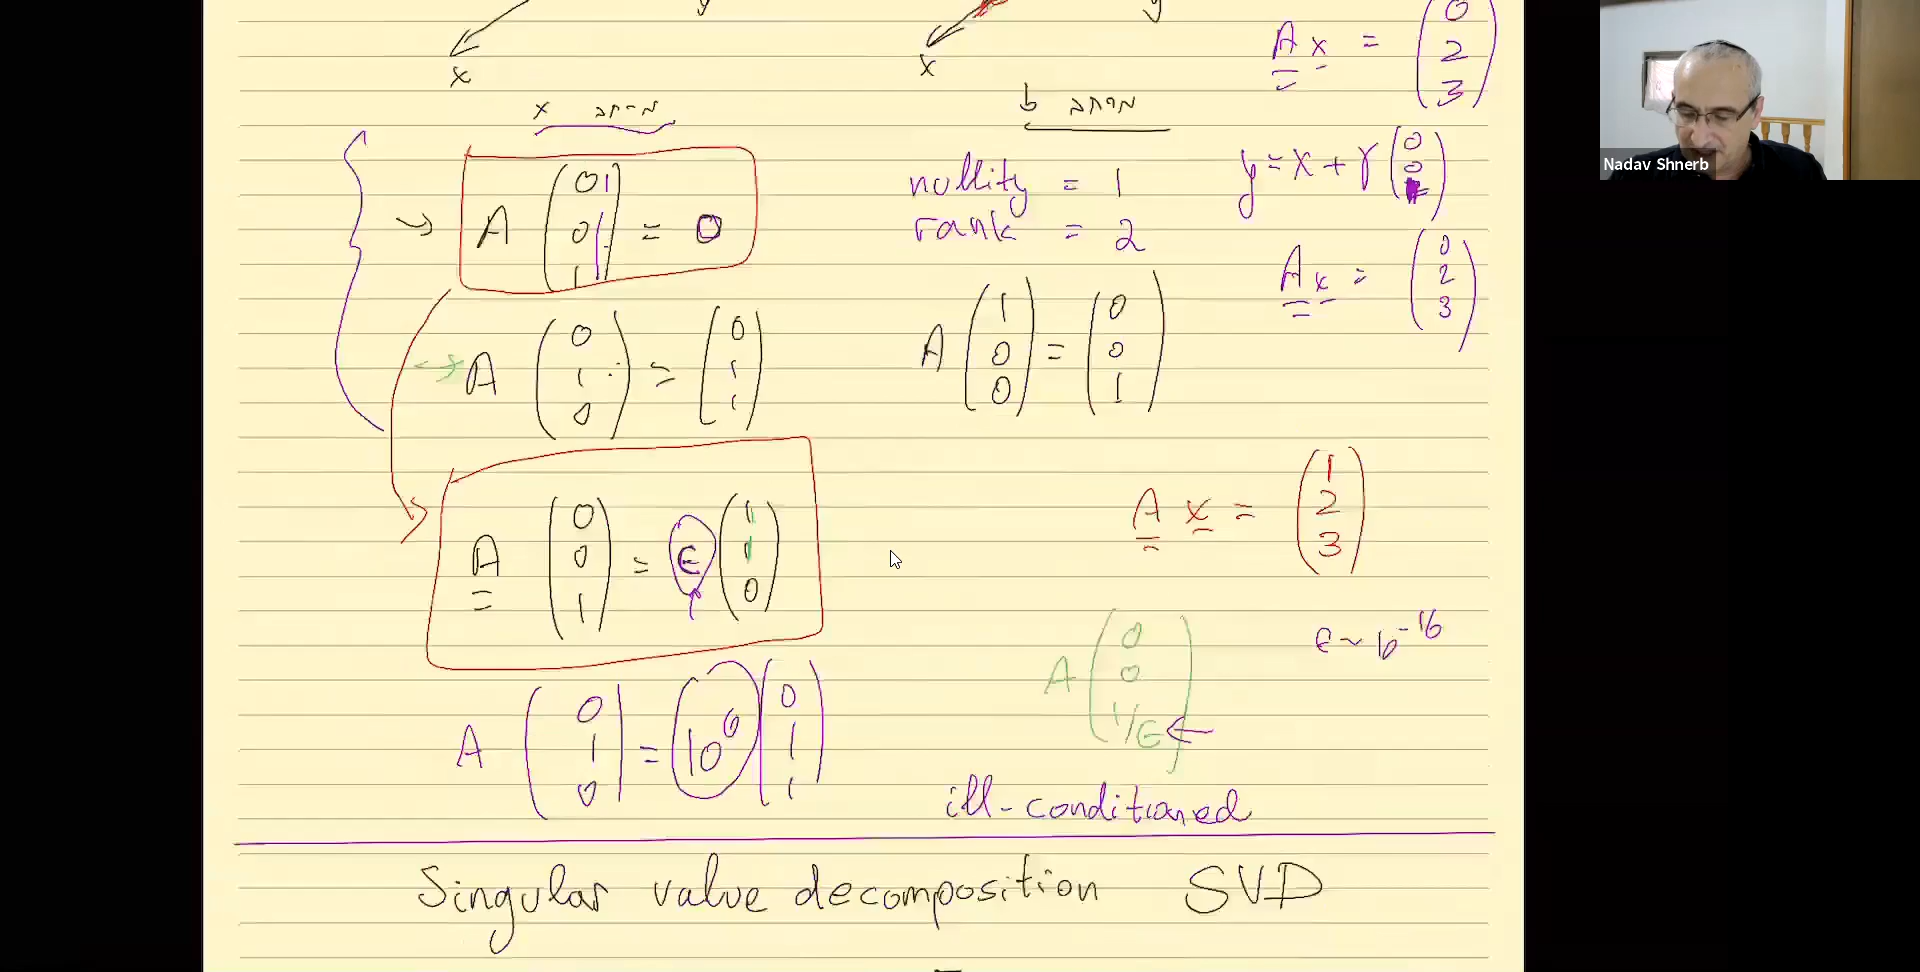 x y
x y
A x = (0 2 3)
x מרחב
b מרחב
nullity = 1
rank = 2
y = x + γ (0 0
A (0 0 1) = 0
A x = (0 2 3)
A (0 1 0) = (0 1 1)
A (1 0 0) = (0 0 1)
A (0 0 1) = ε (1 1 0)
A x = (1 2 3)
ε ~ 10^-16
A (0 0 1/ε) ←
A (0 1 0) = 10^6 (0 1 1)
ill-conditioned
Singular value decomposition SVD
Nadav Shnerb